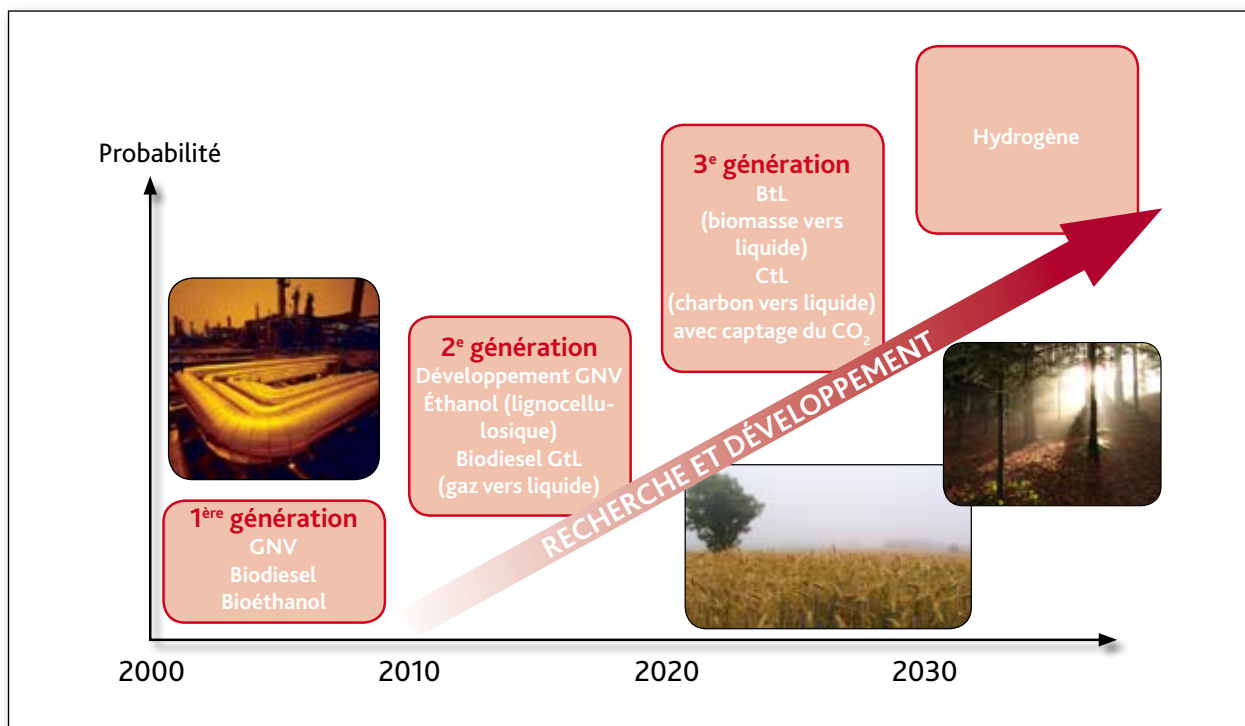 Probabilité
1ère génération
GNV
Biodiesel
Bioéthanol
2e génération
Développement GNV
Éthanol (lignocellu-
losique)
Biodiesel GtL
(gaz vers liquide)
3e génération
BtL
(biomasse vers
liquide)
CtL
(charbon vers liquide)
avec captage du CO2
Hydrogène
RECHERCHE ET DÉVELOPPEMENT
2000 2010 2020 2030